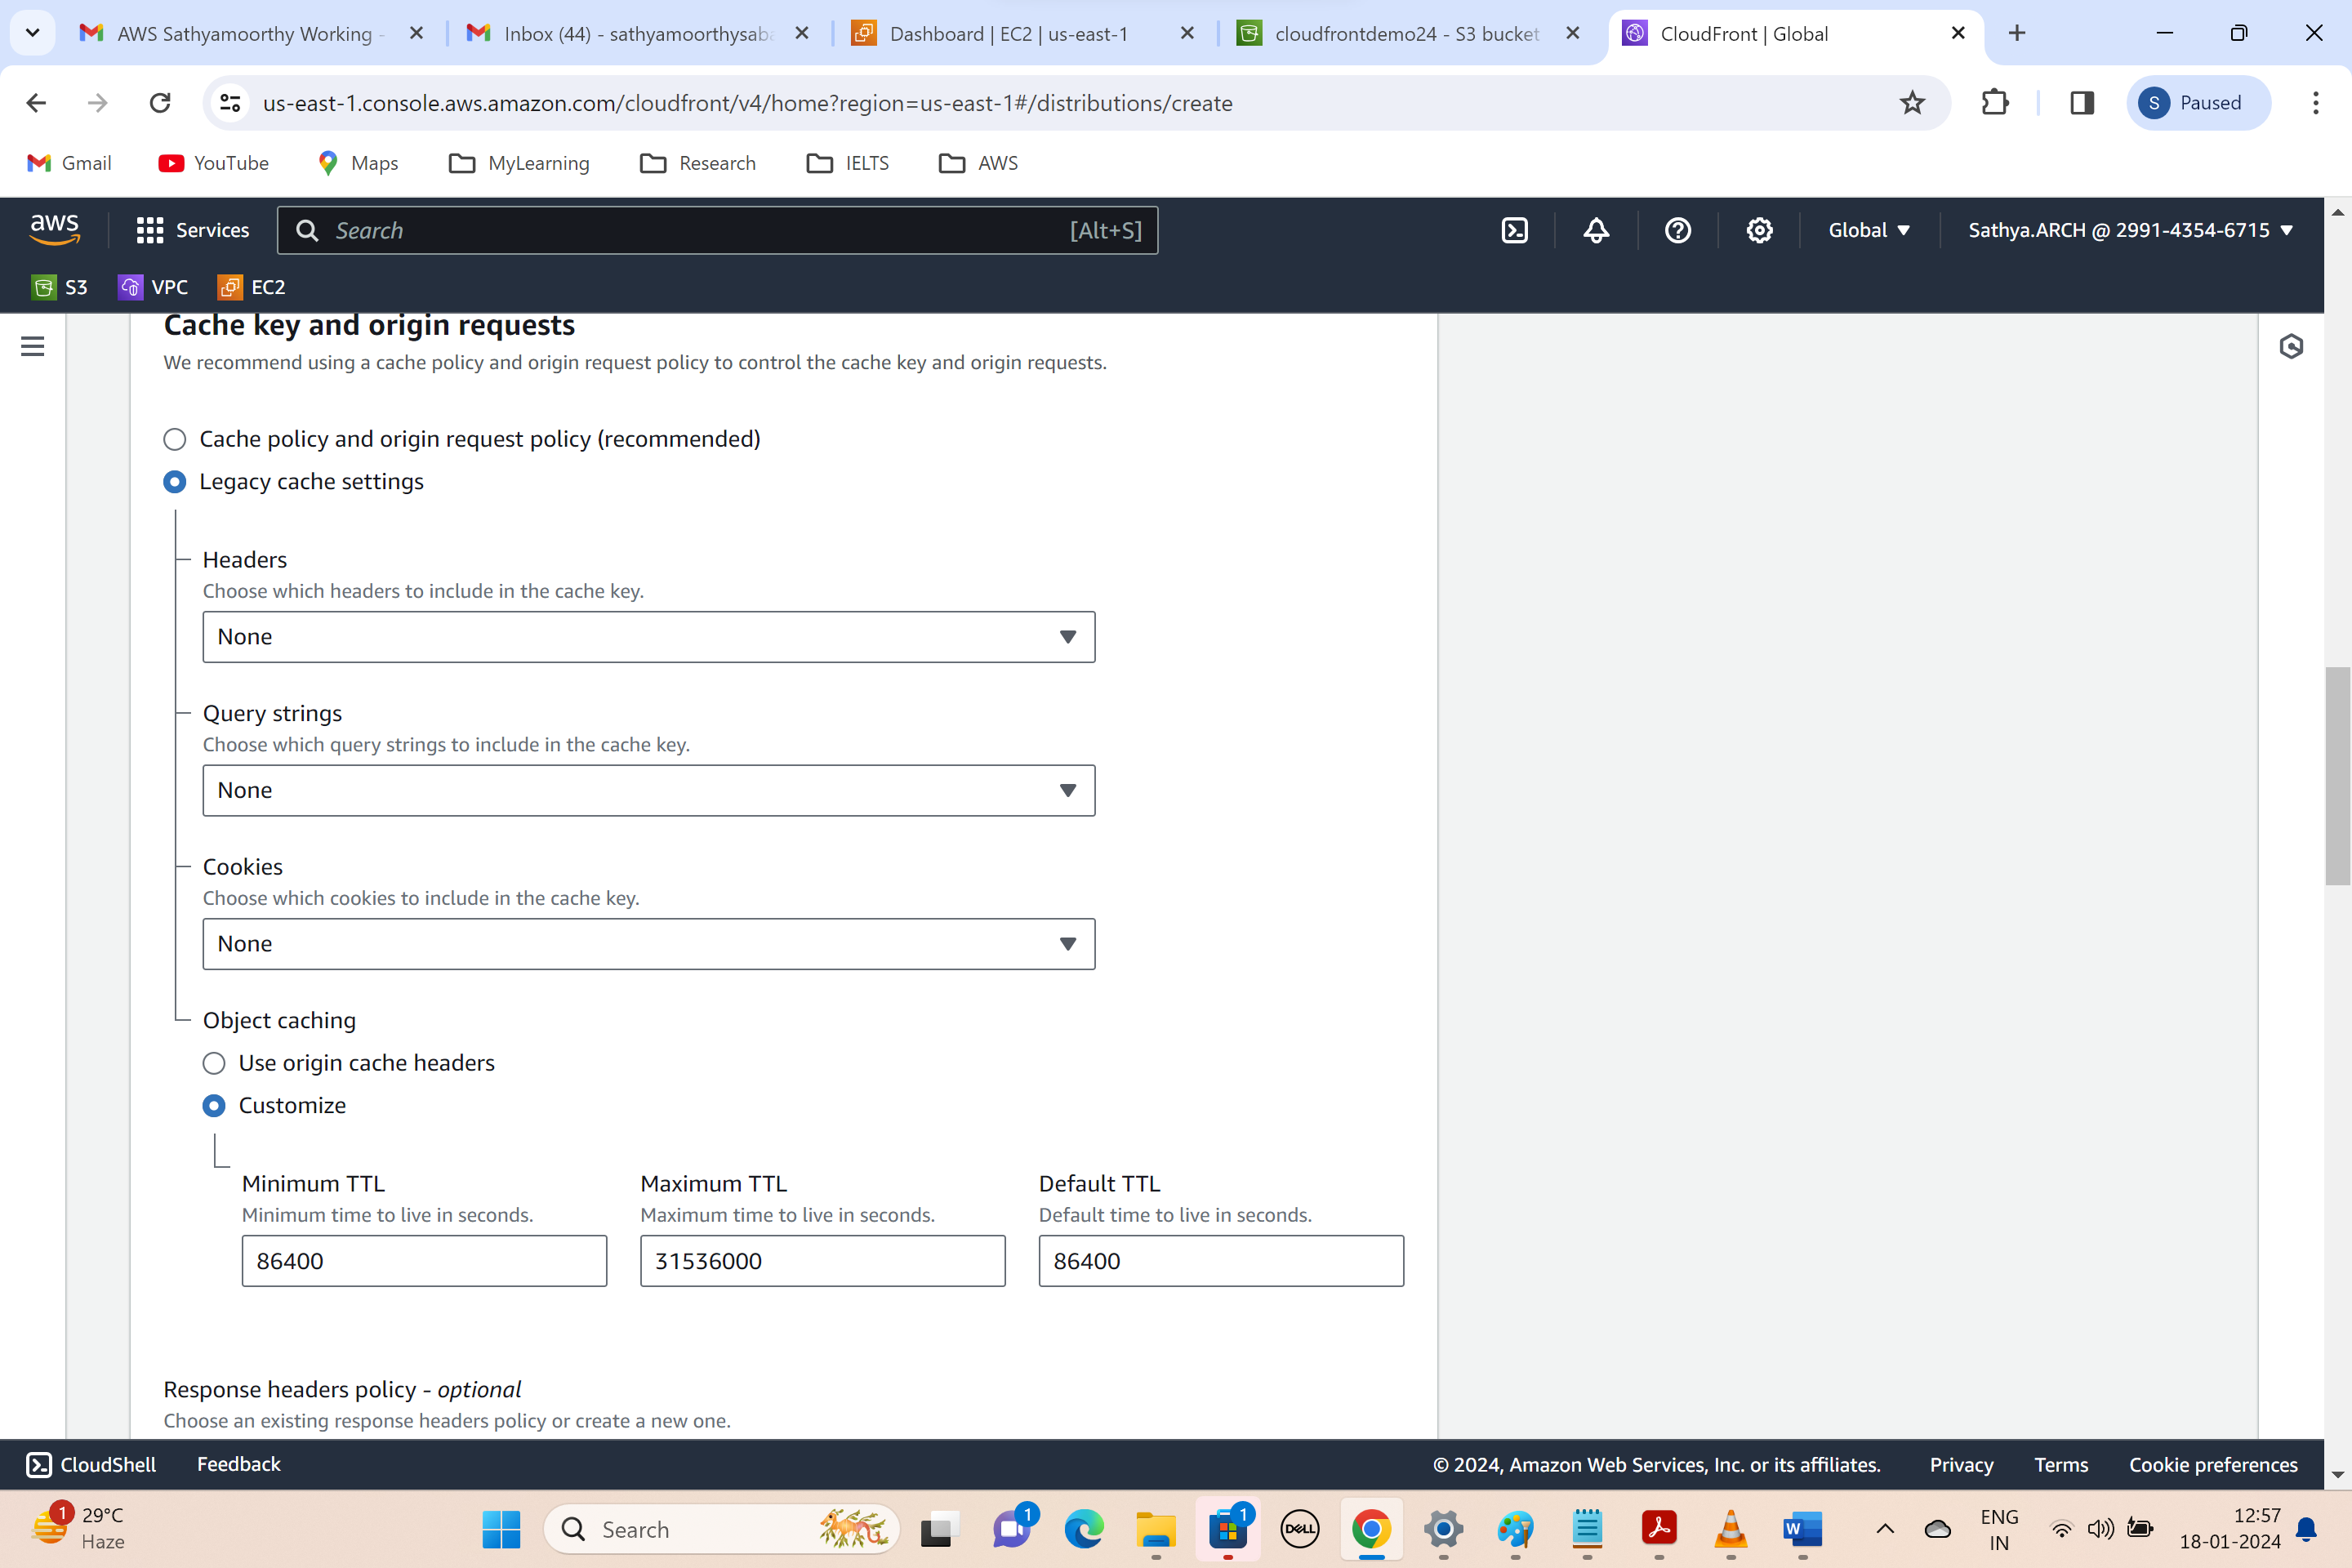 AWS Sathyamoorthy Working -
Inbox (44) - sathyamoorthysaba
Dashboard | EC2 | us-east-1
cloudfrontdemo24 - S3 bucket
CloudFront | Global
us-east-1.console.aws.amazon.com/cloudfront/v4/home?region=us-east-1#/distributions/create
S
Paused
Gmail
YouTube
Maps
MyLearning
Research
IELTS
AWS
aws
Services
Search
[Alt+S]
Global
Sathya.ARCH @ 2991-4354-6715
S3
VPC
EC2
Cache key and origin requests
We recommend using a cache policy and origin request policy to control the cache key and origin requests.
Cache policy and origin request policy (recommended)
Legacy cache settings
Headers
Choose which headers to include in the cache key.
None
Query strings
Choose which query strings to include in the cache key.
None
Cookies
Choose which cookies to include in the cache key.
None
Object caching
Use origin cache headers
Customize
Minimum TTL
Minimum time to live in seconds.
86400
Maximum TTL
Maximum time to live in seconds.
31536000
Default TTL
Default time to live in seconds.
86400
Response headers policy - optional
Choose an existing response headers policy or create a new one.
CloudShell
Feedback
© 2024, Amazon Web Services, Inc. or its affiliates.
Privacy
Terms
Cookie preferences
1
29°C
Haze
Search
1
1
DELL
W
ENG
IN
12:57
18-01-2024